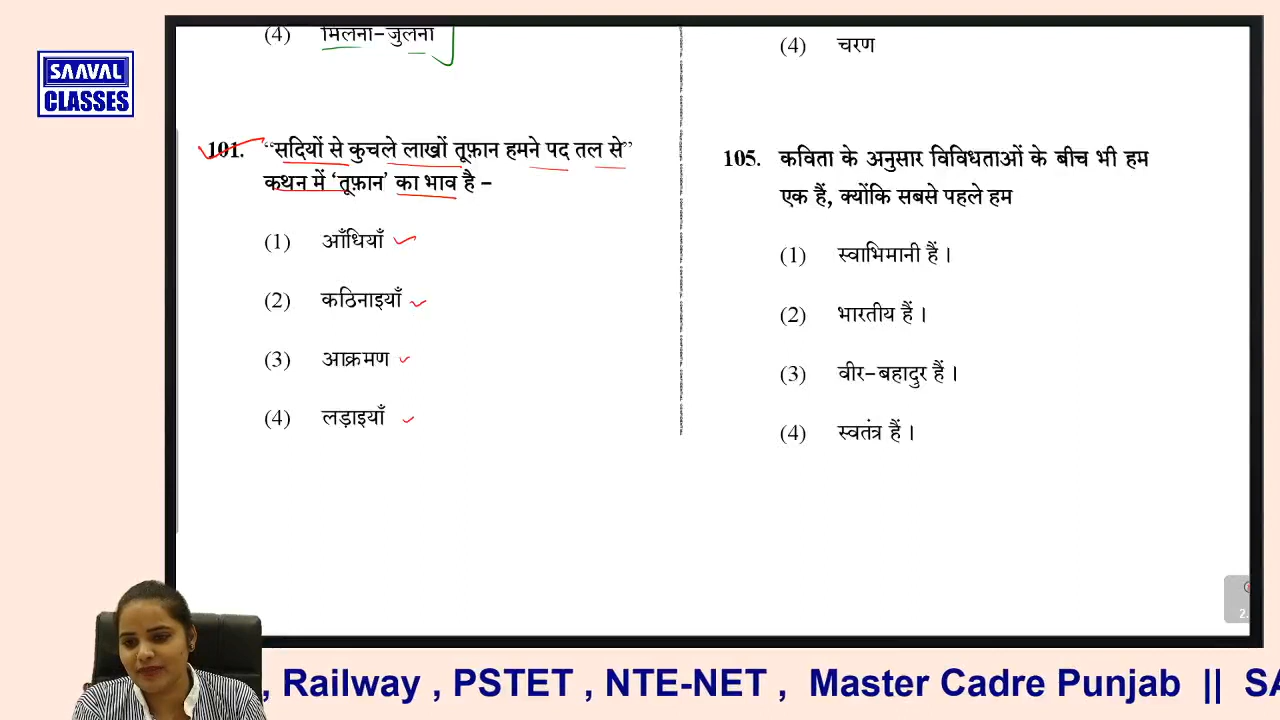 SAAVAL
CLASSES
(4) मिलना-जुलना
101. “सदियों से कुचले लाखों तूफ़ान हमने पद तल से”
कथन में ‘तूफ़ान’ का भाव है –
(1) आँधियाँ
(2) कठिनाइयाँ
(3) आक्रमण
(4) लड़ाइयाँ
(4) चरण
105. कविता के अनुसार विविधताओं के बीच भी हम
एक हैं, क्योंकि सबसे पहले हम
(1) स्वाभिमानी हैं ।
(2) भारतीय हैं ।
(3) वीर-बहादुर हैं ।
(4) स्वतंत्र हैं ।
, Railway , PSTET , NTE-NET , Master Cadre Punjab || SA